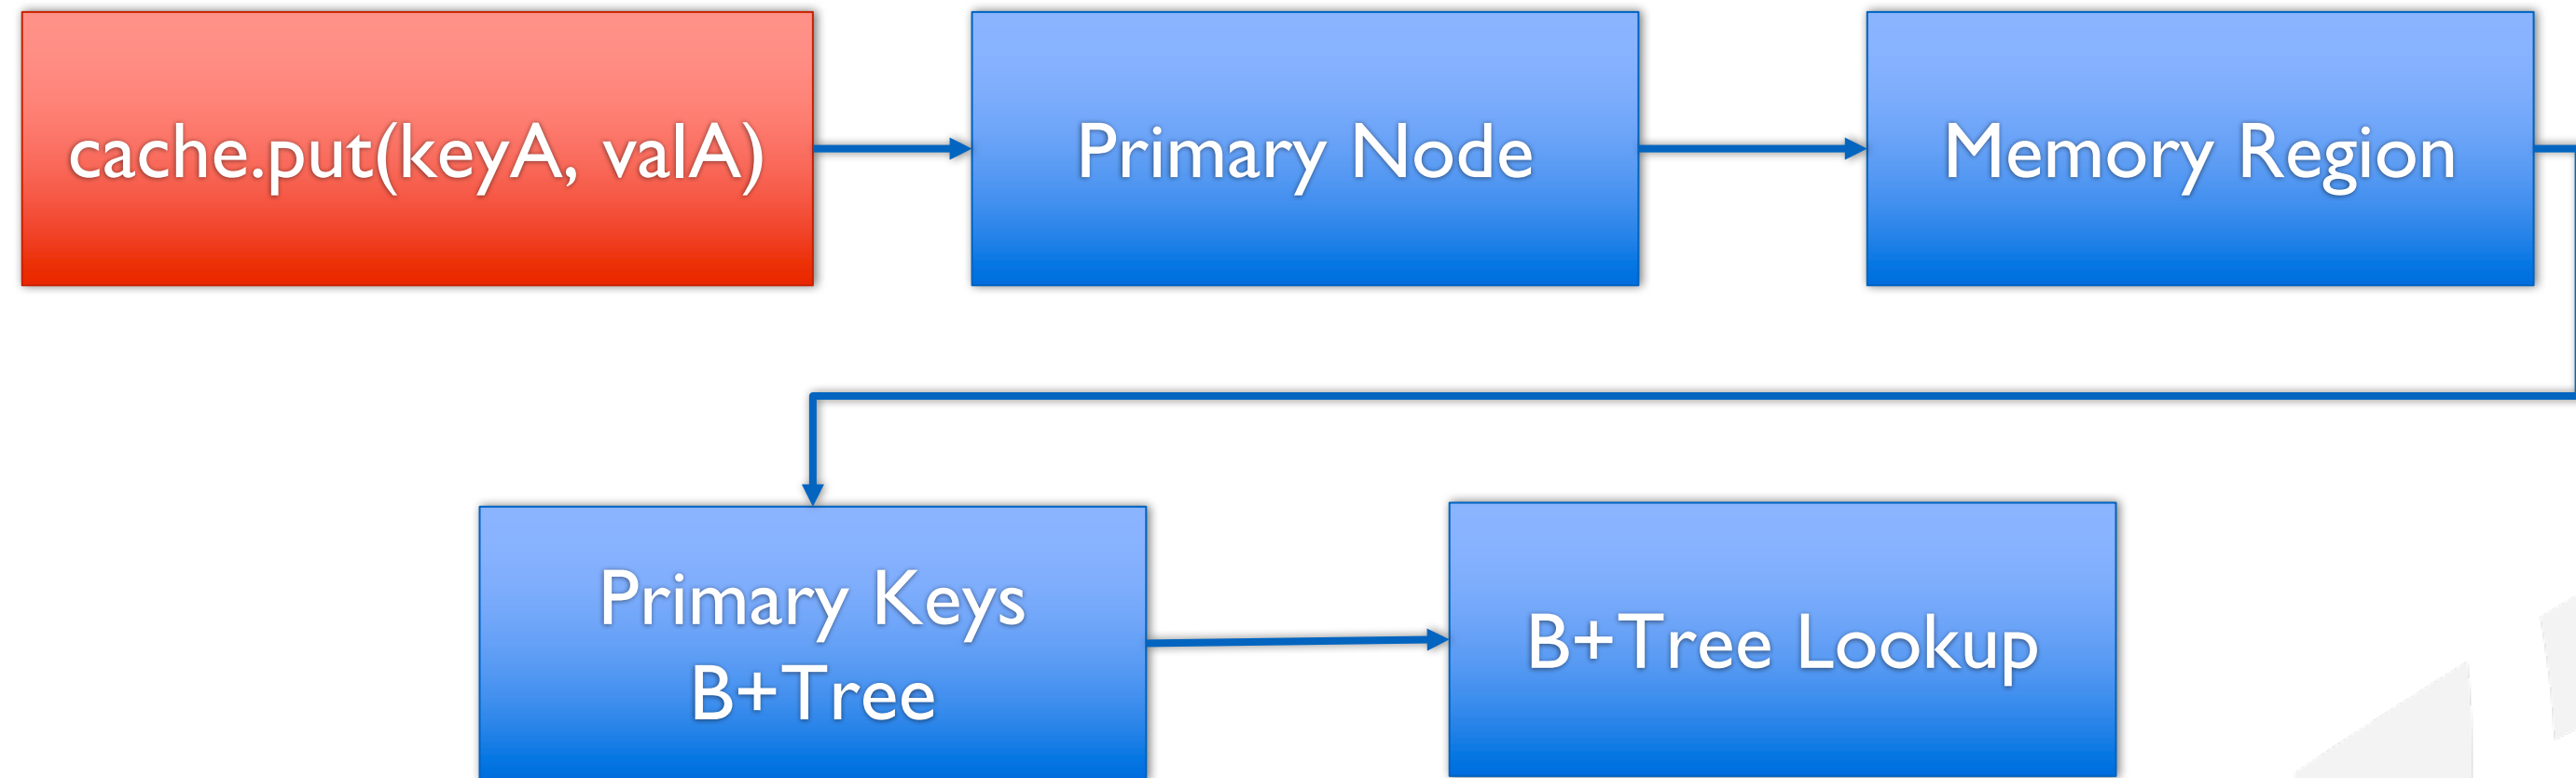 cache.put(keyA, valA)
Primary Node
Memory Region
Primary Keys
B+Tree
B+Tree Lookup